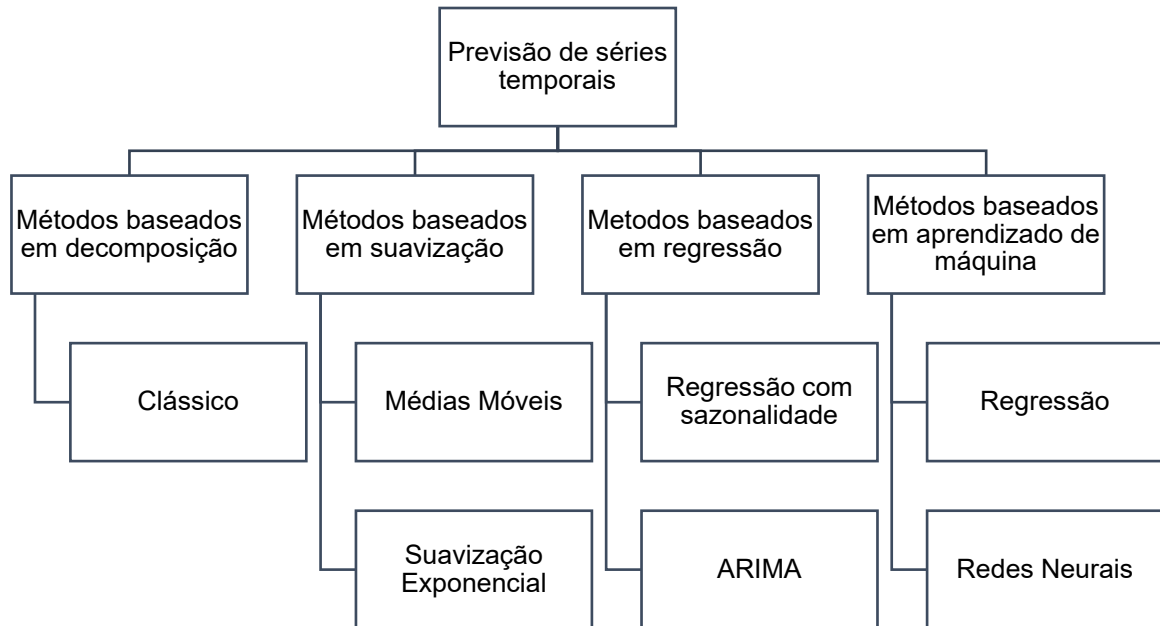 Previsão de séries
temporais
Métodos baseados
em decomposição
Métodos baseados
em suavização
Metodos baseados
em regressão
Métodos baseados
em aprendizado de
máquina
Clássico
Médias Móveis
Regressão com
sazonalidade
Regressão
Suavização
Exponencial
ARIMA
Redes Neurais